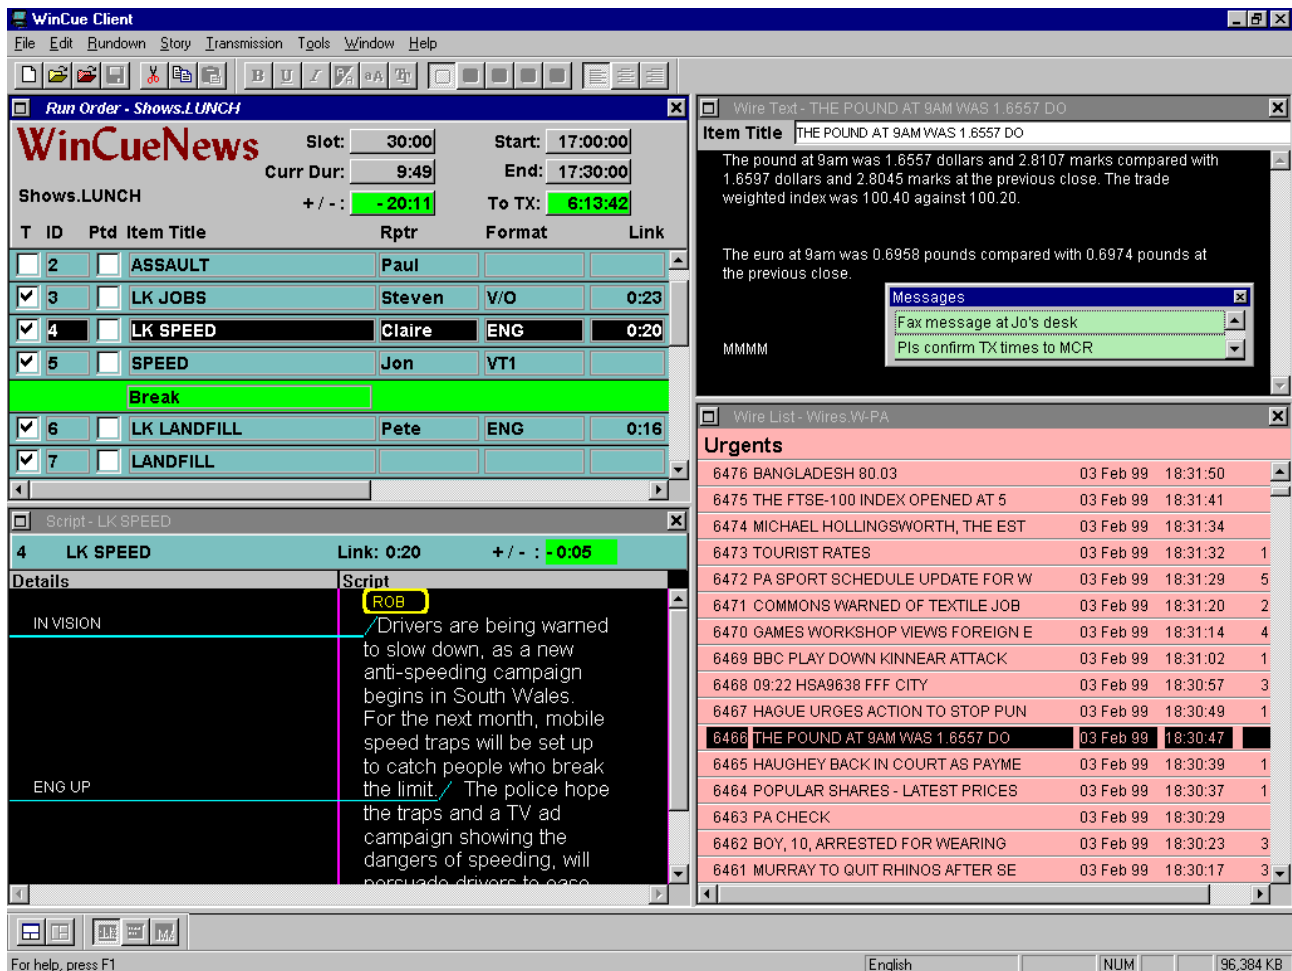 WinCue Client
File Edit Rundown Story Transmission Tools Window Help
B U I aA
Run Order - Shows.LUNCH
WinCueNews
Slot: 30:00 Start: 17:00:00
Curr Dur: 9:49 End: 17:30:00
Shows.LUNCH
+ / - : - 20:11 To TX: 6:13:42
T ID Ptd Item Title Rptr Format Link
2 ASSAULT Paul
3 LK JOBS Steven V/O 0:23
4 LK SPEED Claire ENG 0:20
5 SPEED Jon VT1
Break
6 LK LANDFILL Pete ENG 0:16
7 LANDFILL
Script - LK SPEED
4 LK SPEED Link: 0:20 + / - : - 0:05
Details Script
ROB
IN VISION
/Drivers are being warned
to slow down, as a new
anti-speeding campaign
begins in South Wales.
For the next month, mobile
speed traps will be set up
to catch people who break
ENG UP
the limit./ The police hope
the traps and a TV ad
campaign showing the
dangers of speeding, will
persuade drivers to ease
Wire Text - THE POUND AT 9AM WAS 1.6557 DO
Item Title THE POUND AT 9AM WAS 1.6557 DO
The pound at 9am was 1.6557 dollars and 2.8107 marks compared with
1.6597 dollars and 2.8045 marks at the previous close. The trade
weighted index was 100.40 against 100.20.
The euro at 9am was 0.6958 pounds compared with 0.6974 pounds at
the previous close.
MMMM
Messages
Fax message at Jo's desk
Pls confirm TX times to MCR
Wire List - Wires.W-PA
Urgents
6476 BANGLADESH 80.03 03 Feb 99 18:31:50
6475 THE FTSE-100 INDEX OPENED AT 5 03 Feb 99 18:31:41
6474 MICHAEL HOLLINGSWORTH, THE EST 03 Feb 99 18:31:34
6473 TOURIST RATES 03 Feb 99 18:31:32 1
6472 PA SPORT SCHEDULE UPDATE FOR W 03 Feb 99 18:31:29 5
6471 COMMONS WARNED OF TEXTILE JOB 03 Feb 99 18:31:20 2
6470 GAMES WORKSHOP VIEWS FOREIGN E 03 Feb 99 18:31:14 4
6469 BBC PLAY DOWN KINNEAR ATTACK 03 Feb 99 18:31:02 1
6468 09:22 HSA9638 FFF CITY 03 Feb 99 18:30:57 3
6467 HAGUE URGES ACTION TO STOP PUN 03 Feb 99 18:30:49 1
6466 THE POUND AT 9AM WAS 1.6557 DO 03 Feb 99 18:30:47
6465 HAUGHEY BACK IN COURT AS PAYME 03 Feb 99 18:30:39 1
6464 POPULAR SHARES - LATEST PRICES 03 Feb 99 18:30:37 1
6463 PA CHECK 03 Feb 99 18:30:29
6462 BOY, 10, ARRESTED FOR WEARING 03 Feb 99 18:30:23 3
6461 MURRAY TO QUIT RHINOS AFTER SE 03 Feb 99 18:30:17 3
For help, press F1
English NUM 96,384 KB